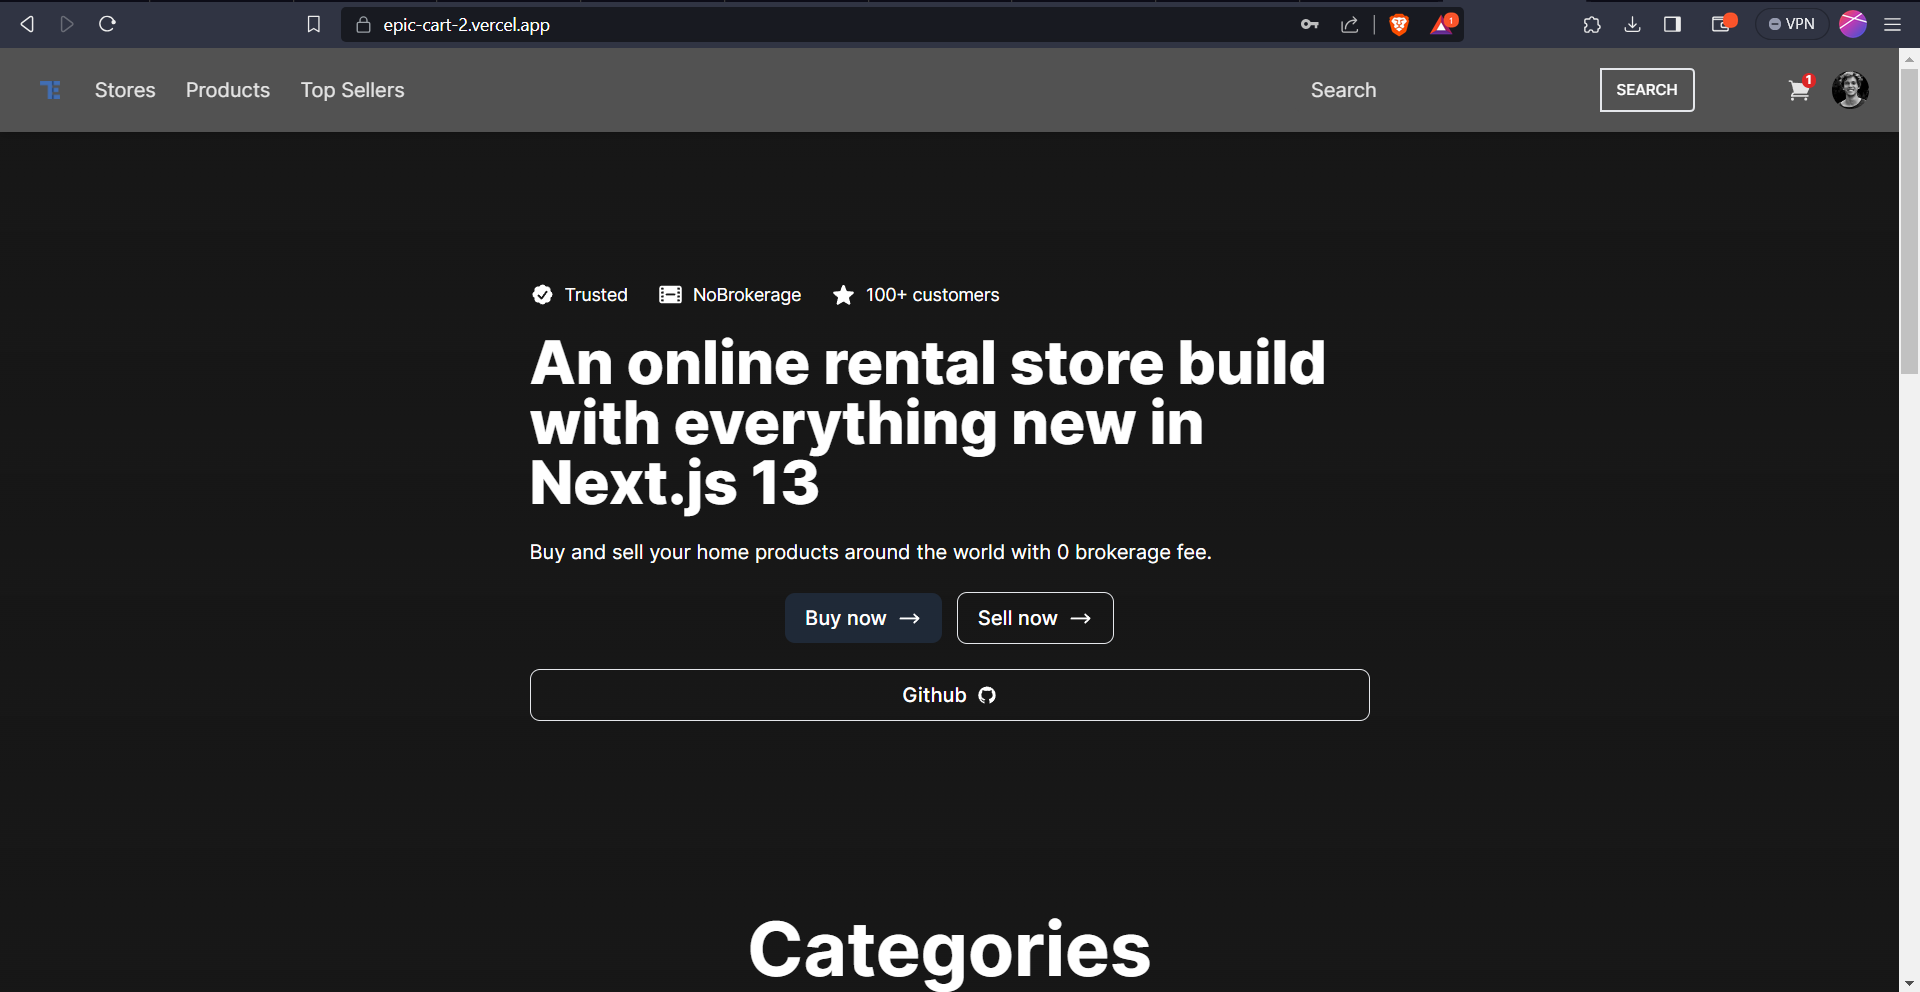 epic-cart-2.vercel.app
1
VPN
Stores
Products
Top Sellers
Search
SEARCH
1
Trusted
NoBrokerage
100+ customers
An online rental store build
with everything new in
Next.js 13
Buy and sell your home products around the world with 0 brokerage fee.
Buy now →
Sell now →
Github
Categories